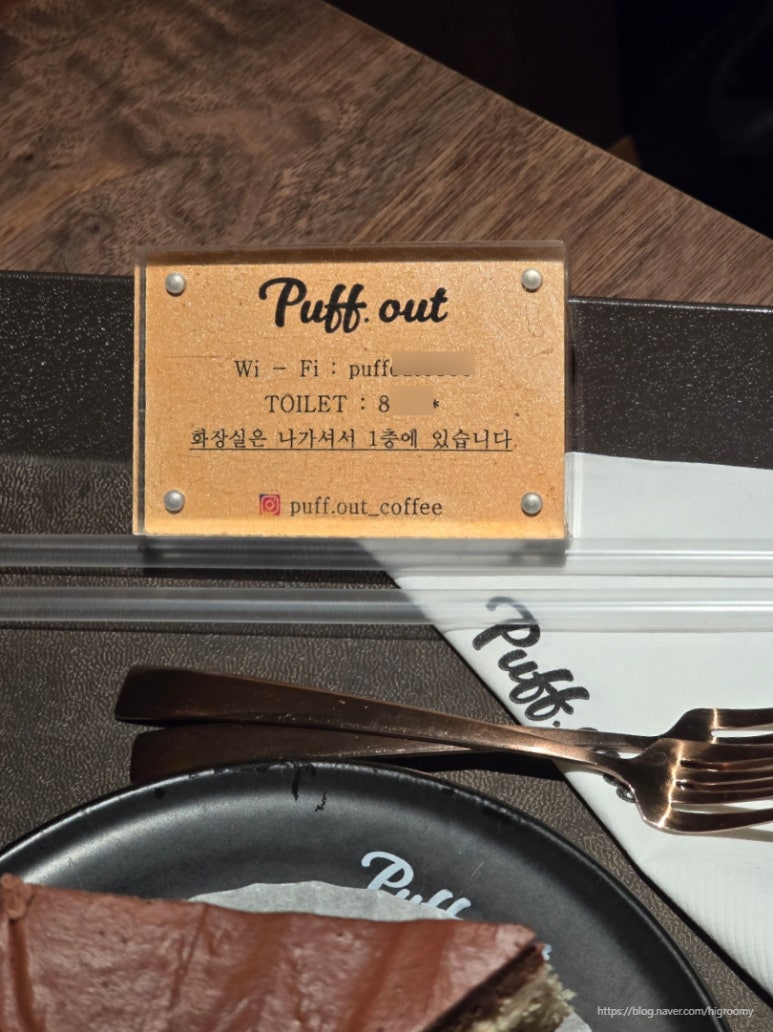 Puff. out
Wi - Fi : puff
TOILET : 8 *
화장실은 나가셔서 1층에 있습니다.
puff.out_coffee
Puff.
Puff
https://blog.naver.com/higroomy